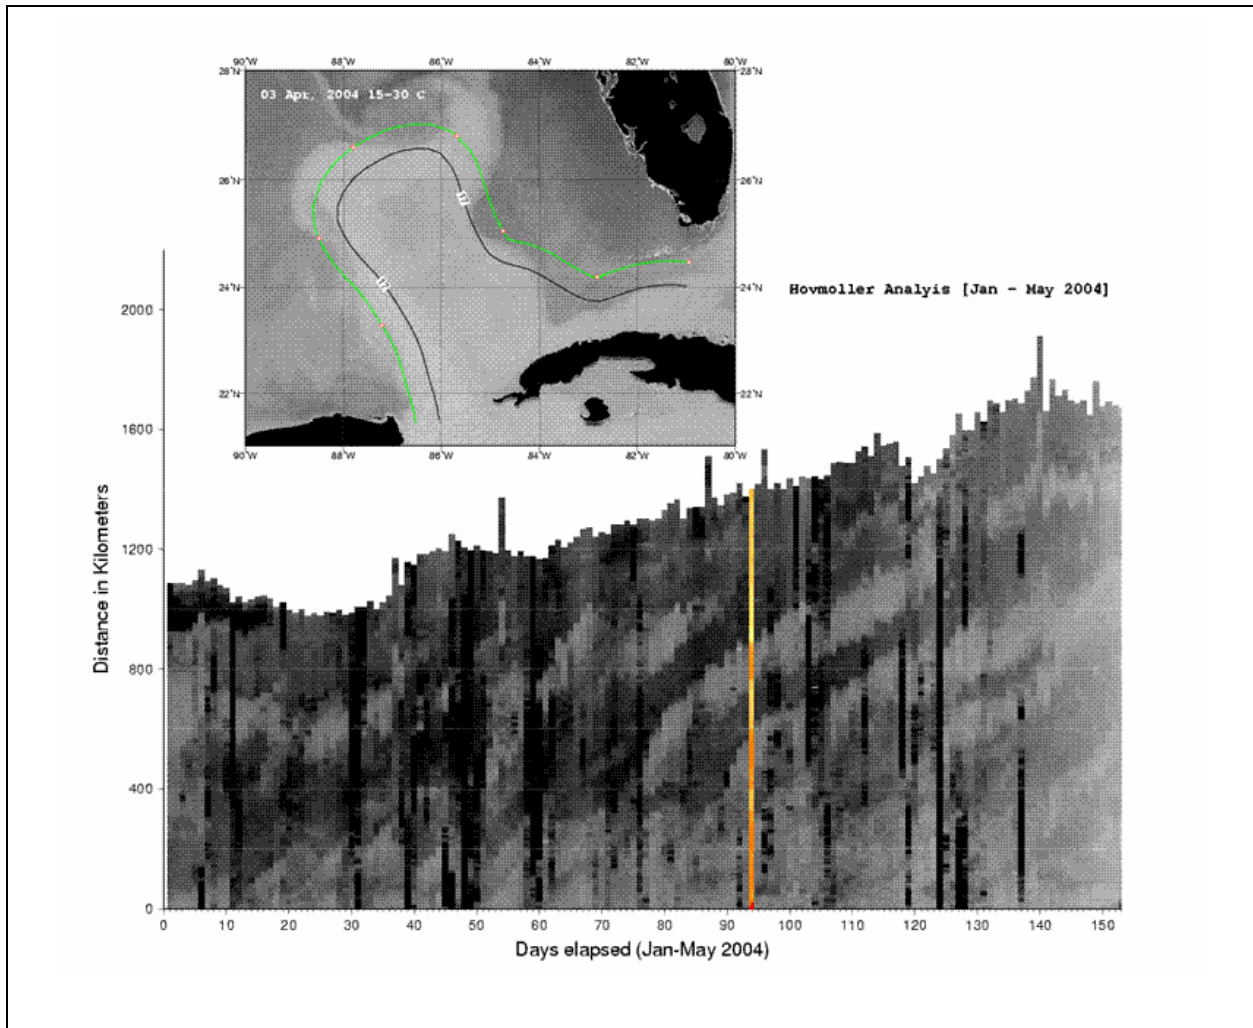 90°W 88°W 86°W 84°W 82°W 80°W
28°N 28°N
03 Apr, 2004 15-30 C
26°N 26°N
17
24°N 24°N
17
22°N 22°N
90°W 88°W 86°W 84°W 82°W 80°W
Hovmoller Analyis [Jan - May 2004]
Distance in Kilometers
2000
1600
1200
800
400
0
0 10 20 30 40 50 60 70 80 90 100 110 120 130 140 150
Days elapsed (Jan-May 2004)